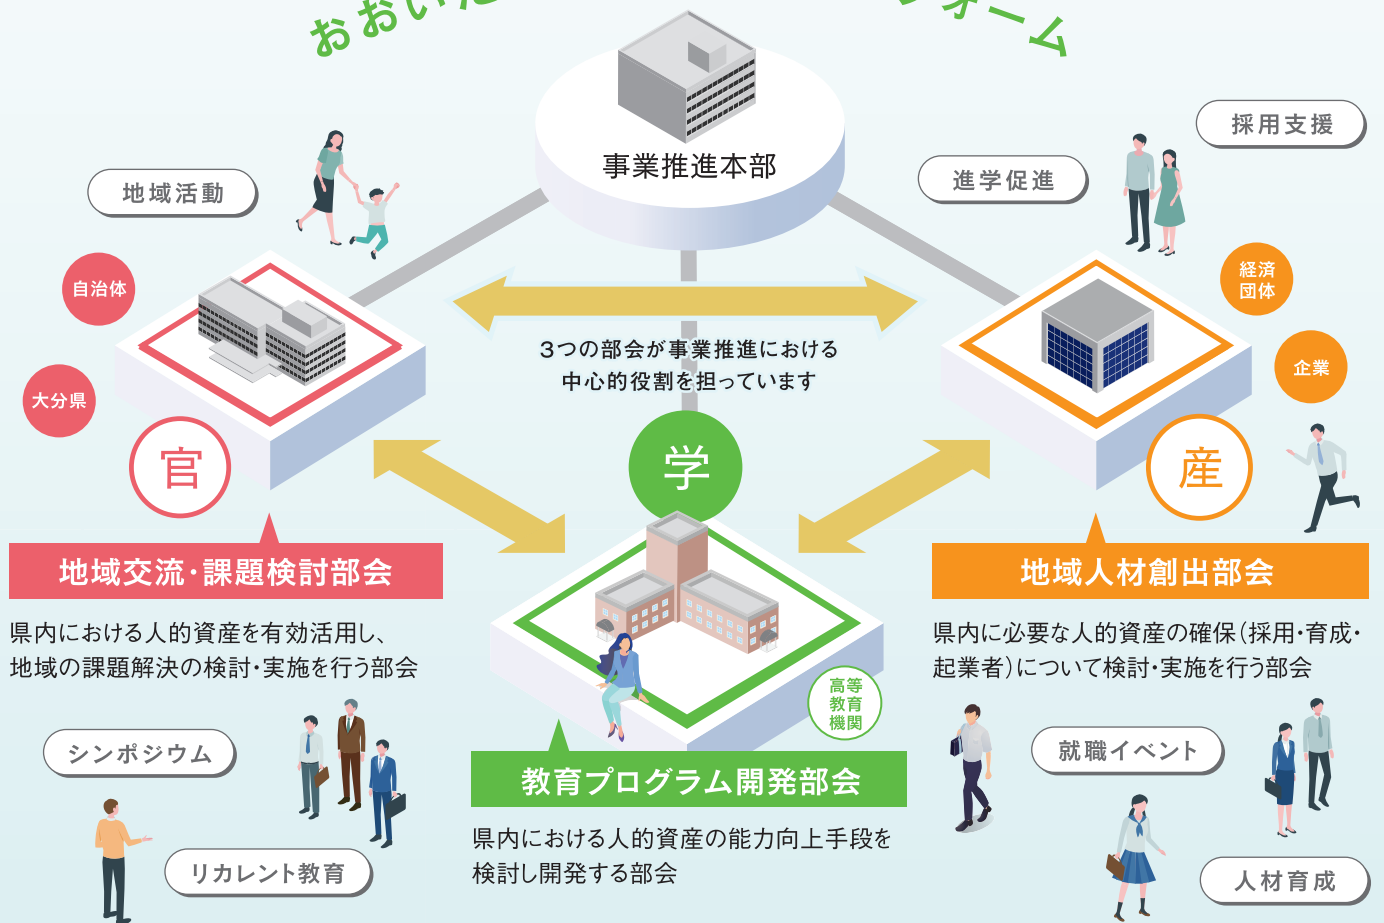 おおいた
フォーム
事業推進本部
採用支援
進学促進
地域活動
自治体
大分県
経済
団体
企業
3つの部会が事業推進における
中心的役割を担っています
官
学
産
地域交流・課題検討部会
県内における人的資産を有効活用し、
地域の課題解決の検討・実施を行う部会
シンポジウム
リカレント教育
高等
教育
機関
教育プログラム開発部会
県内における人的資産の能力向上手段を
検討し開発する部会
地域人材創出部会
県内に必要な人的資産の確保（採用・育成・
起業者）について検討・実施を行う部会
就職イベント
人材育成